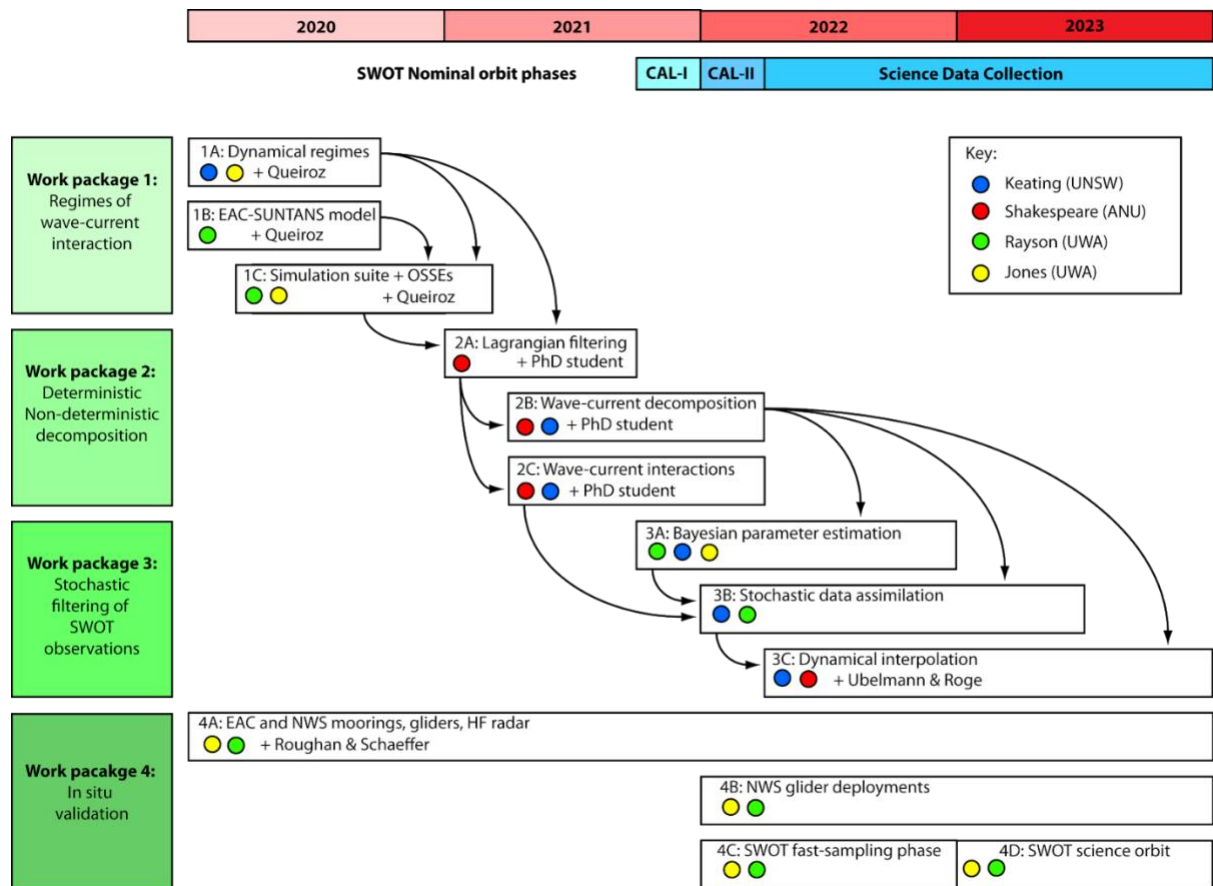 2020 2021 2022 2023
SWOT Nominal orbit phases CAL-I CAL-II Science Data Collection
Work package 1:
Regimes of
wave-current
interaction
1A: Dynamical regimes
+ Queiroz
1B: EAC-SUNTANS model
+ Queiroz
1C: Simulation suite + OSSEs
+ Queiroz
Key:
Keating (UNSW)
Shakespeare (ANU)
Rayson (UWA)
Jones (UWA)
Work package 2:
Deterministic
Non-deterministic
decomposition
2A: Lagrangian filtering
+ PhD student
2B: Wave-current decomposition
+ PhD student
2C: Wave-current interactions
+ PhD student
Work package 3:
Stochastic
filtering of
SWOT
observations
3A: Bayesian parameter estimation
3B: Stochastic data assimilation
3C: Dynamical interpolation
+ Ubelmann & Roge
Work pacakge 4:
In situ
validation
4A: EAC and NWS moorings, gliders, HF radar
+ Roughan & Schaeffer
4B: NWS glider deployments
4C: SWOT fast-sampling phase
4D: SWOT science orbit